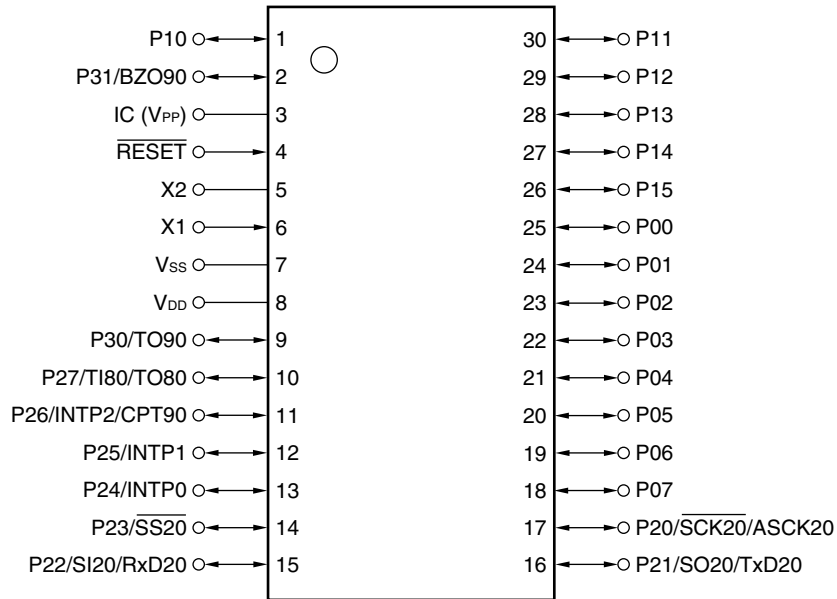 P10 1 30 P11
P31/BZO90 2 29 P12
IC (VPP) 3 28 P13
RESET 4 27 P14
X2 5 26 P15
X1 6 25 P00
VSS 7 24 P01
VDD 8 23 P02
P30/TO90 9 22 P03
P27/TI80/TO80 10 21 P04
P26/INTP2/CPT90 11 20 P05
P25/INTP1 12 19 P06
P24/INTP0 13 18 P07
P23/SS20 14 17 P20/SCK20/ASCK20
P22/SI20/RxD20 15 16 P21/SO20/TxD20